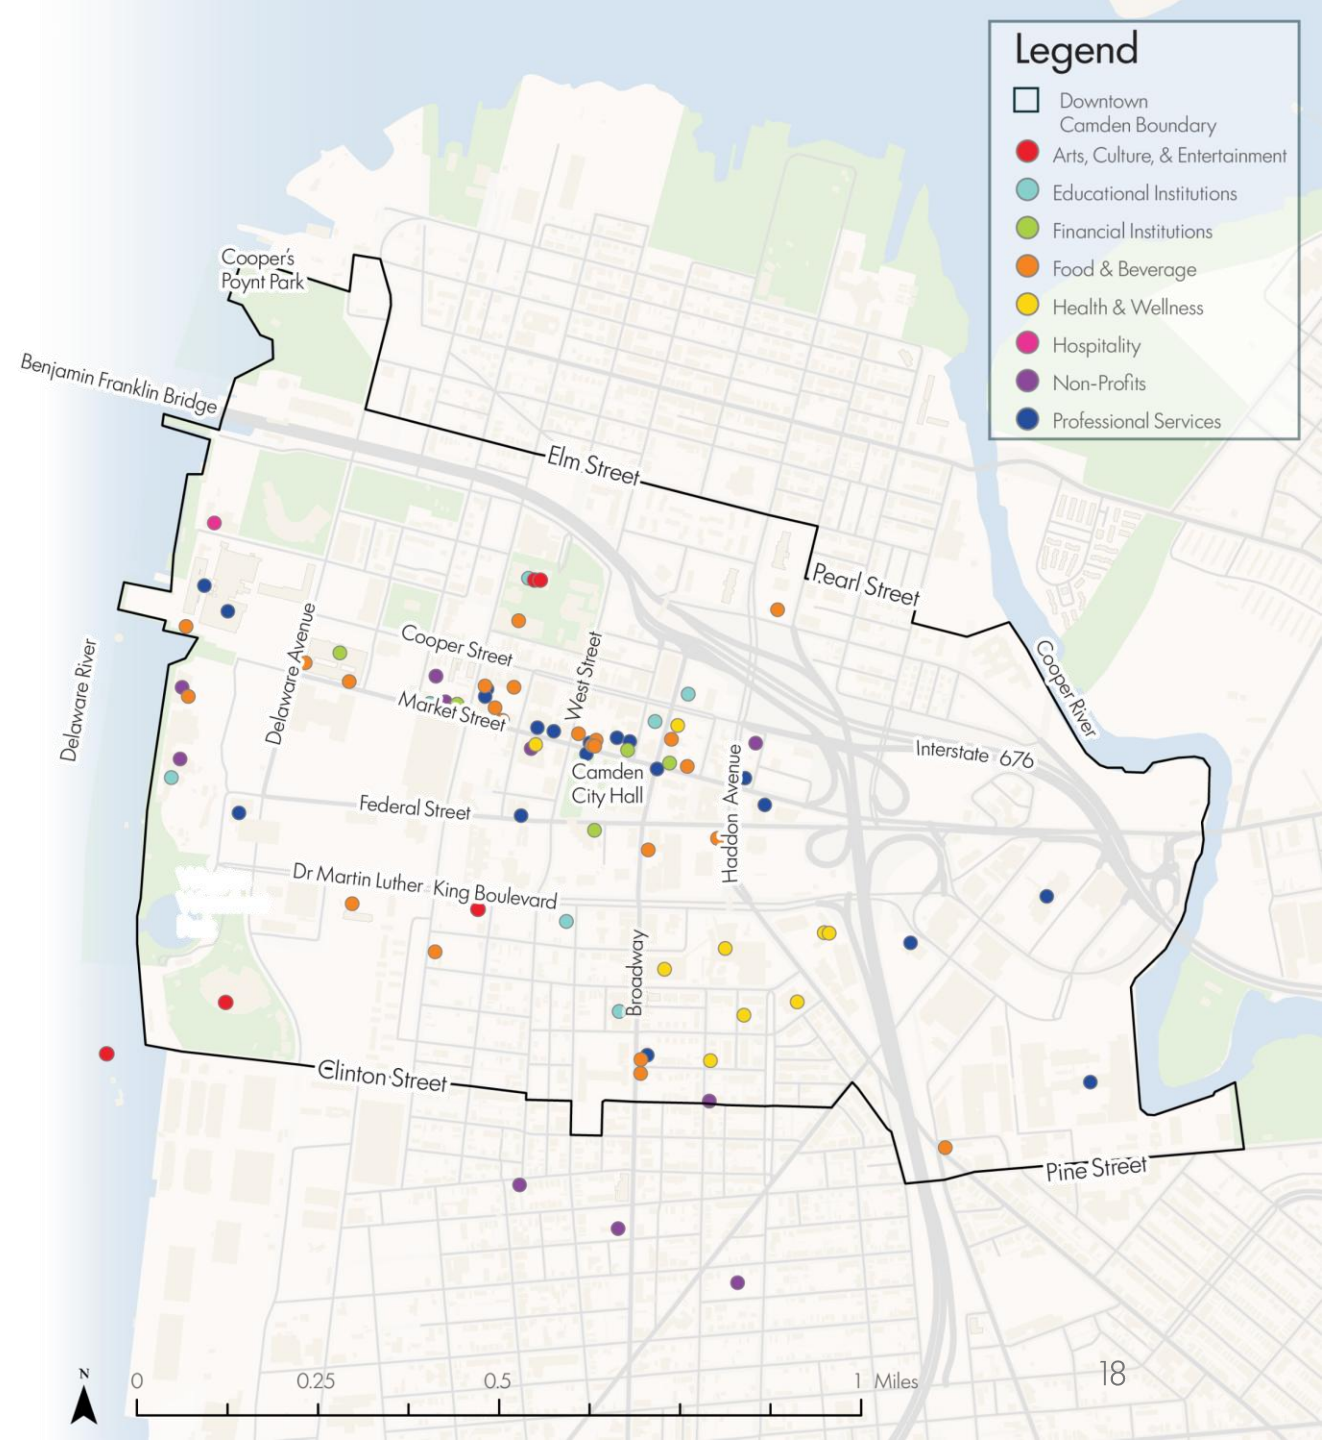 Legend
Downtown
Camden Boundary
Arts, Culture, & Entertainment
Educational Institutions
Financial Institutions
Food & Beverage
Health & Wellness
Hospitality
Non-Profits
Professional Services
Cooper's
Poynt Park
Benjamin Franklin Bridge
Elm Street
Pearl Street
Cooper River
Delaware River
Delaware Avenue
Cooper Street
West Street
Market Street
Interstate 676
Haddon Avenue
Camden
City Hall
Federal Street
Dr Martin Luther King Boulevard
Broadway
Clinton Street
Pine Street
N
0
0.25
0.5
1 Miles
18